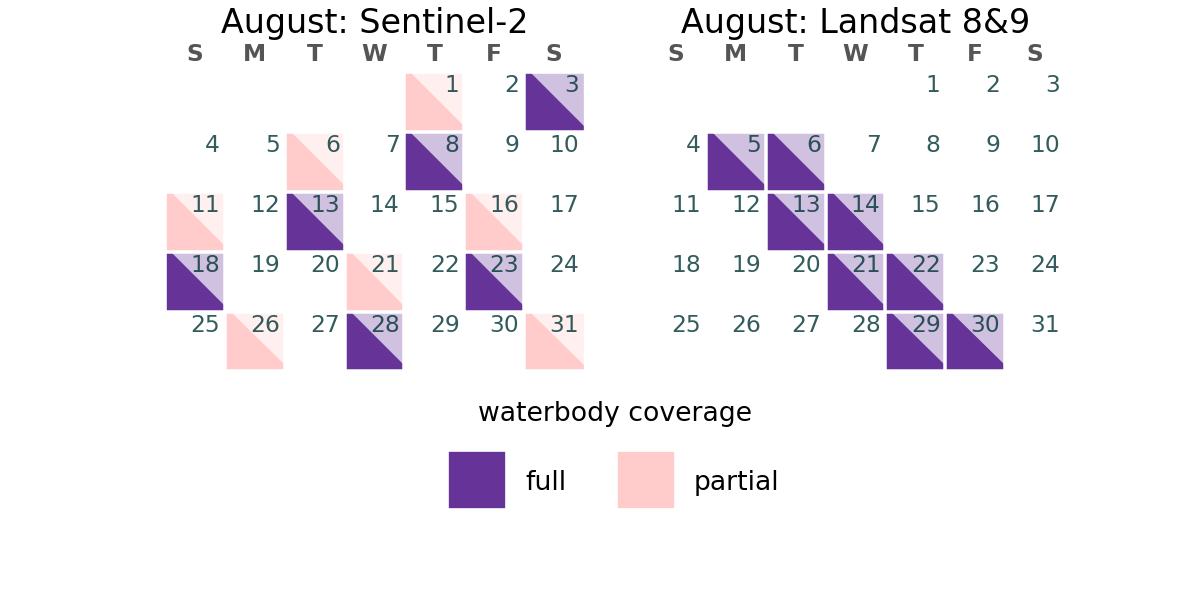 August: Sentinel-2
S M T W T F S
1 2 3
4 5 6 7 8 9 10
11 12 13 14 15 16 17
18 19 20 21 22 23 24
25 26 27 28 29 30 31
August: Landsat 8&9
S M T W T F S
1 2 3
4 5 6 7 8 9 10
11 12 13 14 15 16 17
18 19 20 21 22 23 24
25 26 27 28 29 30 31
waterbody coverage
full
partial